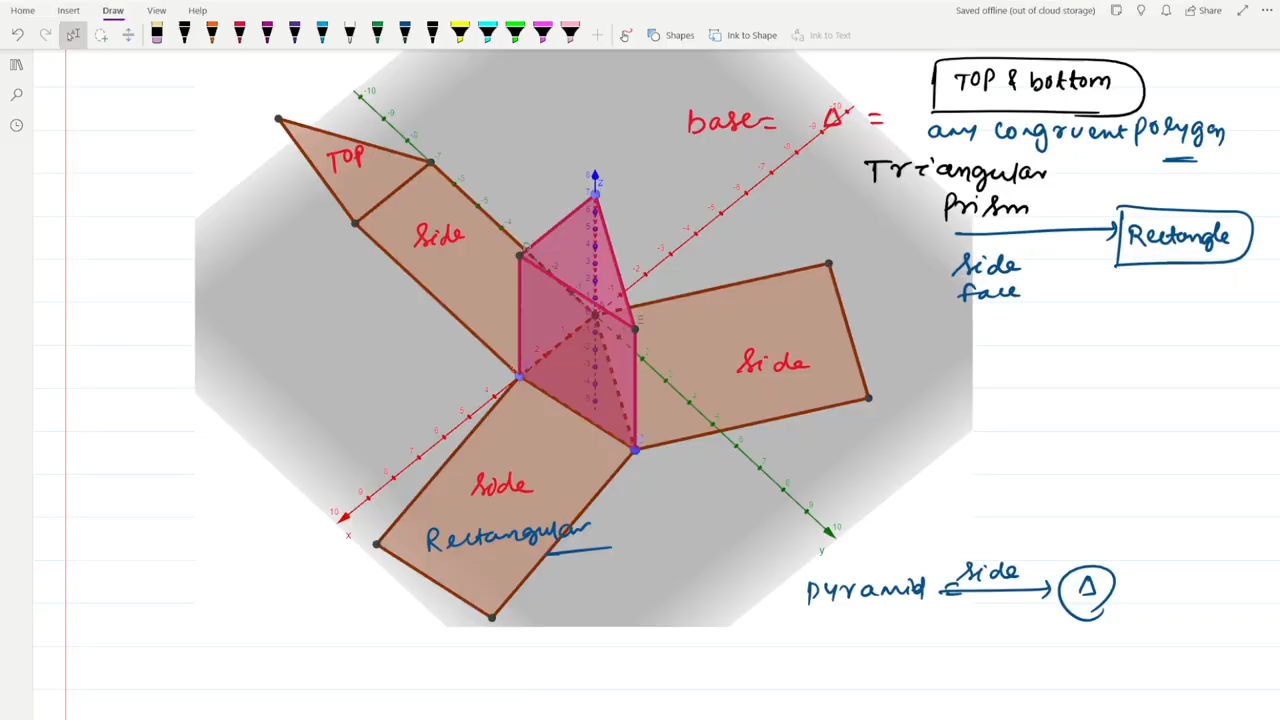 Home Insert Draw View Help
Saved offline (out of cloud storage) Share
Shapes Ink to Shape Ink to Text
TOP & bottom
base = Δ =
any congruent polygon
Triangular
prism
Rectangle
side
face
TOP
side
side
side
Rectangular
pyramid = side Δ
x
y
z